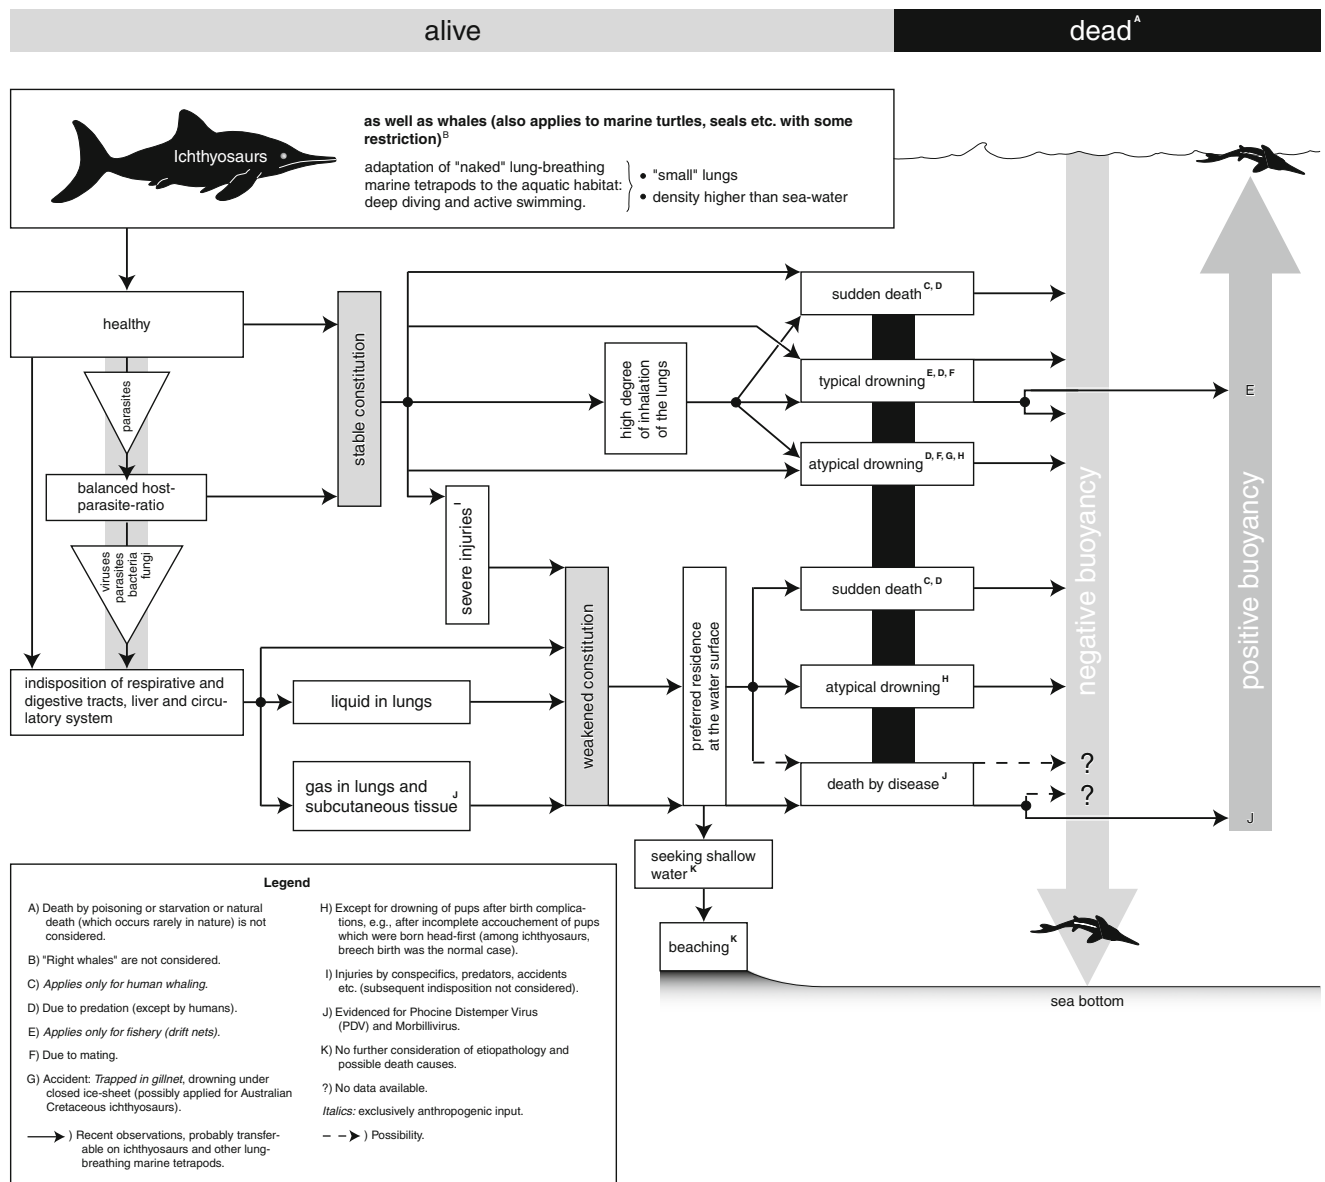 alive
dead A
Ichthyosaurs
as well as whales (also applies to marine turtles, seals etc. with some
restriction) B
adaptation of "naked" lung-breathing
marine tetrapods to the aquatic habitat:
deep diving and active swimming.
• "small" lungs
• density higher than sea-water
healthy
parasites
balanced host-
parasite-ratio
viruses
parasites
bacteria
fungi
indisposition of respirative and
digestive tracts, liver and circu-
latory system
stable constitution
high degree
of inhalation
of the lungs
severe injuries I
liquid in lungs
gas in lungs and
subcutaneous tissue J
weakened constitution
preferred residence
at the water surface
sudden death C, D
typical drowning E, D, F
atypical drowning D, F, G, H
sudden death C, D
atypical drowning H
death by disease J
seeking shallow
water K
beaching K
negative buoyancy
?
?
positive buoyancy
E
J
sea bottom
Legend
A) Death by poisoning or starvation or natural
death (which occurs rarely in nature) is not
considered.
B) "Right whales" are not considered.
C) Applies only for human whaling.
D) Due to predation (except by humans).
E) Applies only for fishery (drift nets).
F) Due to mating.
G) Accident: Trapped in gillnet, drowning under
closed ice-sheet (possibly applied for Australian
Cretaceous ichthyosaurs).
) Recent observations, probably transfer-
able on ichthyosaurs and other lung-
breathing marine tetrapods.
H) Except for drowning of pups after birth complica-
tions, e.g., after incomplete accouchement of pups
which were born head-first (among ichthyosaurs,
breech birth was the normal case).
I) Injuries by conspecifics, predators, accidents
etc. (subsequent indisposition not considered).
J) Evidenced for Phocine Distemper Virus
(PDV) and Morbillivirus.
K) No further consideration of etiopathology and
possible death causes.
?) No data available.
Italics: exclusively anthropogenic input.
) Possibility.